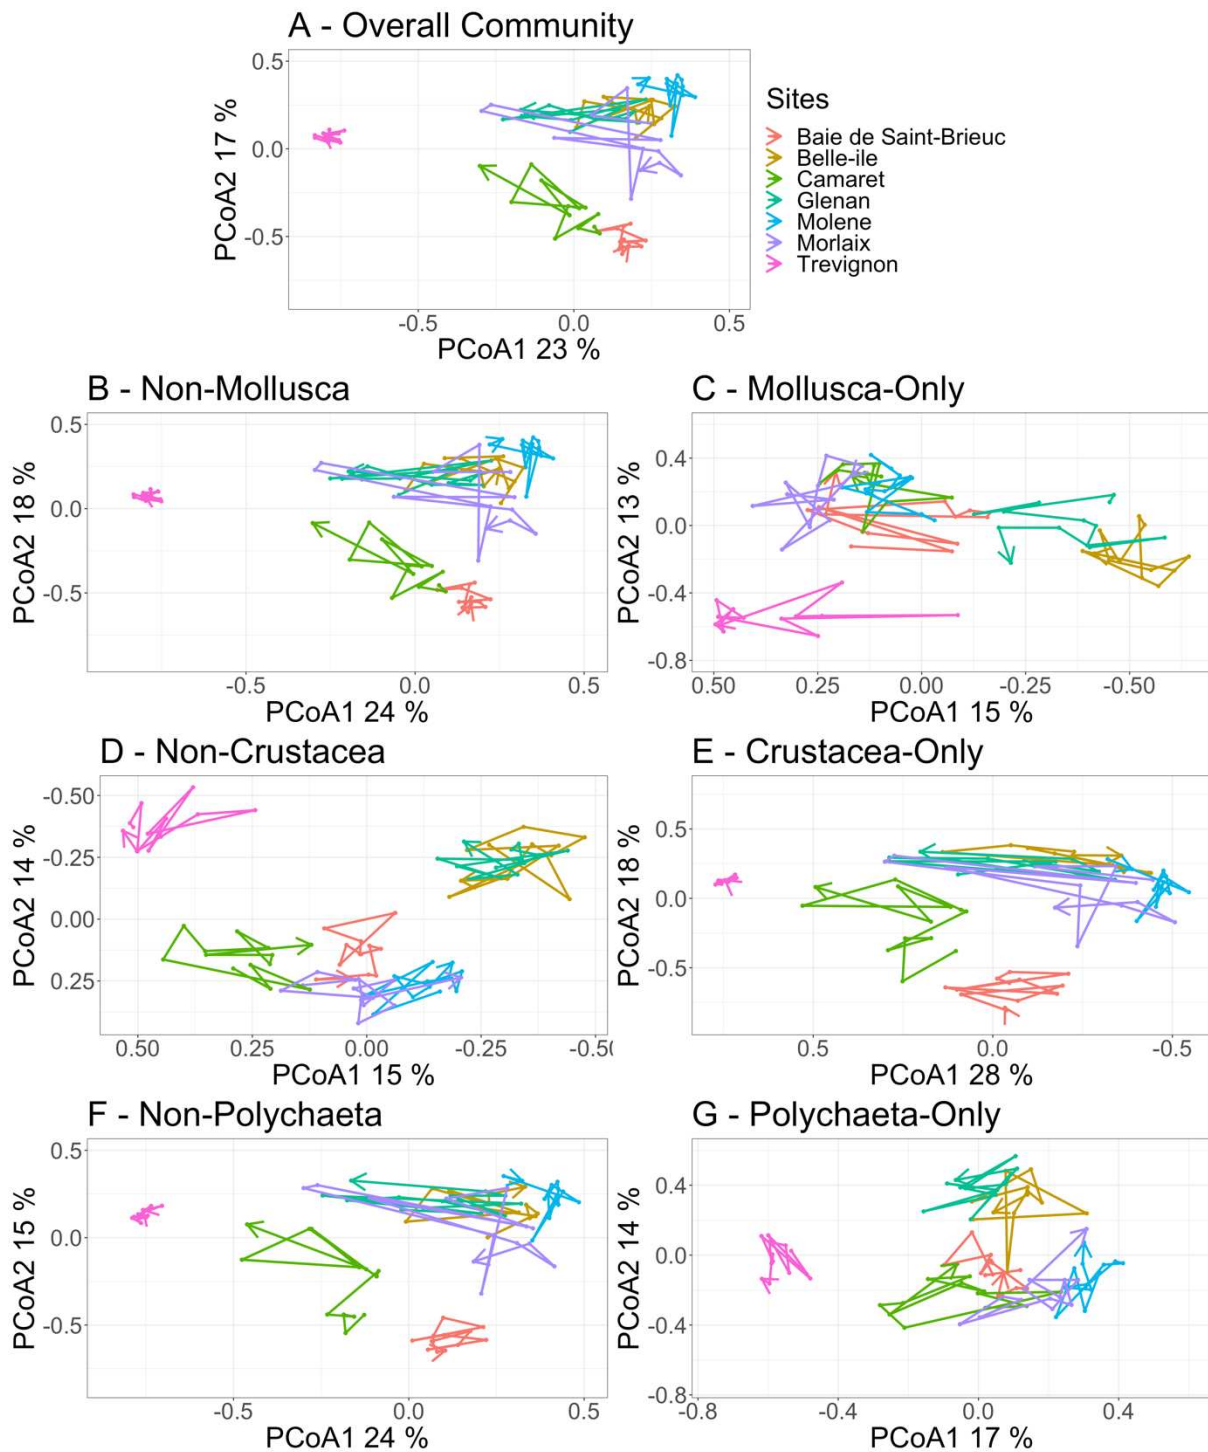 A - Overall Community
0.5
0.0
-0.5
PCoA2 17 %
-0.5 0.0 0.5
PCoA1 23 %
Sites
Baie de Saint-Brieuc
Belle-ile
Camaret
Glenan
Molene
Morlaix
Trevignon
B - Non-Mollusca
0.5
0.0
-0.5
PCoA2 18 %
-0.5 0.0 0.5
PCoA1 24 %
C - Mollusca-Only
0.4
0.0
-0.4
-0.8
PCoA2 13 %
0.50 0.25 0.00 -0.25 -0.50
PCoA1 15 %
D - Non-Crustacea
-0.50
-0.25
0.00
0.25
PCoA2 14 %
0.50 0.25 0.00 -0.25 -0.50
PCoA1 15 %
E - Crustacea-Only
0.5
0.0
-0.5
PCoA2 18 %
0.5 0.0 -0.5
PCoA1 28 %
F - Non-Polychaeta
0.5
0.0
-0.5
PCoA2 15 %
-0.5 0.0 0.5
PCoA1 24 %
G - Polychaeta-Only
0.4
0.0
-0.4
-0.8
PCoA2 14 %
-0.8 -0.4 0.0 0.4
PCoA1 17 %